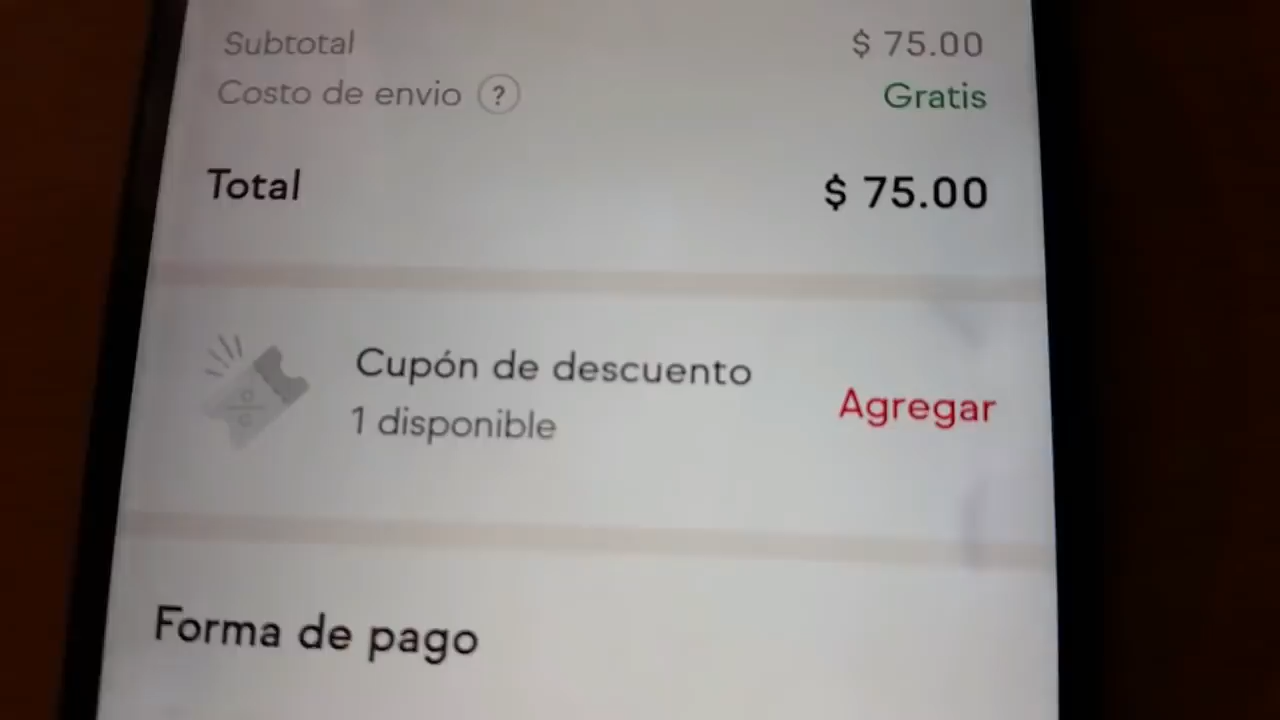 Subtotal $ 75.00
Costo de envio ? Gratis
Total $ 75.00
Cupón de descuento
1 disponible
Agregar
Forma de pago